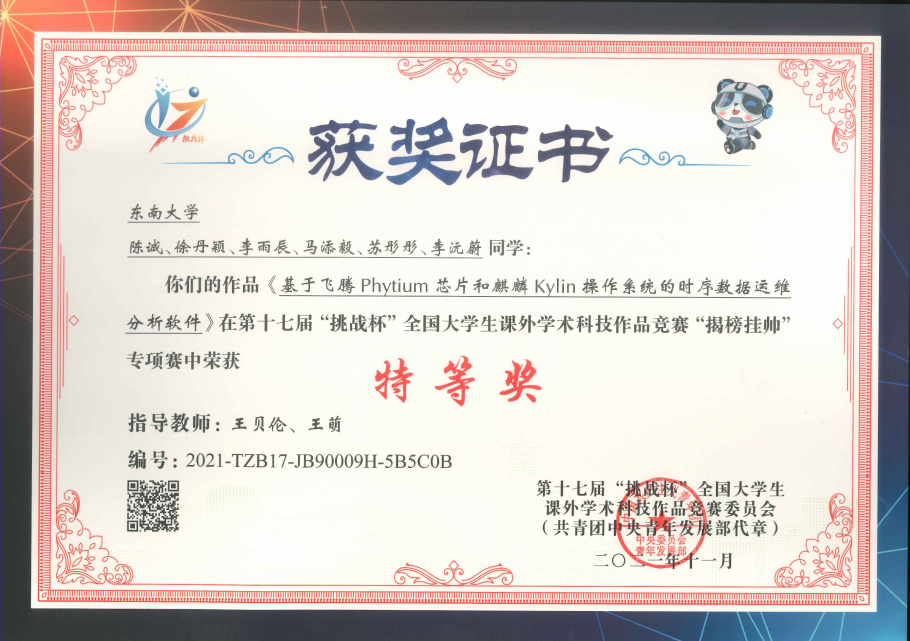 挑战杯
获奖证书
东南大学
陈诚、徐丹颖、李雨辰、马添毅、苏彤彤、李沅蔚 同学：
你们的作品《基于飞腾 Phytium 芯片和麒麟 Kylin 操作系统的时序数据运维
分析软件》在第十七届“挑战杯”全国大学生课外学术科技作品竞赛“揭榜挂帅”
专项赛中荣获
特等奖
指导教师：王贝伦、王萌
编号：2021-TZB17-JB90009H-5B5C0B
第十七届“挑战杯”全国大学生
课外学术科技作品竞赛委员会
（共青团中央青年发展部代章）
二〇二一年十一月
中央委员会
青年发展部